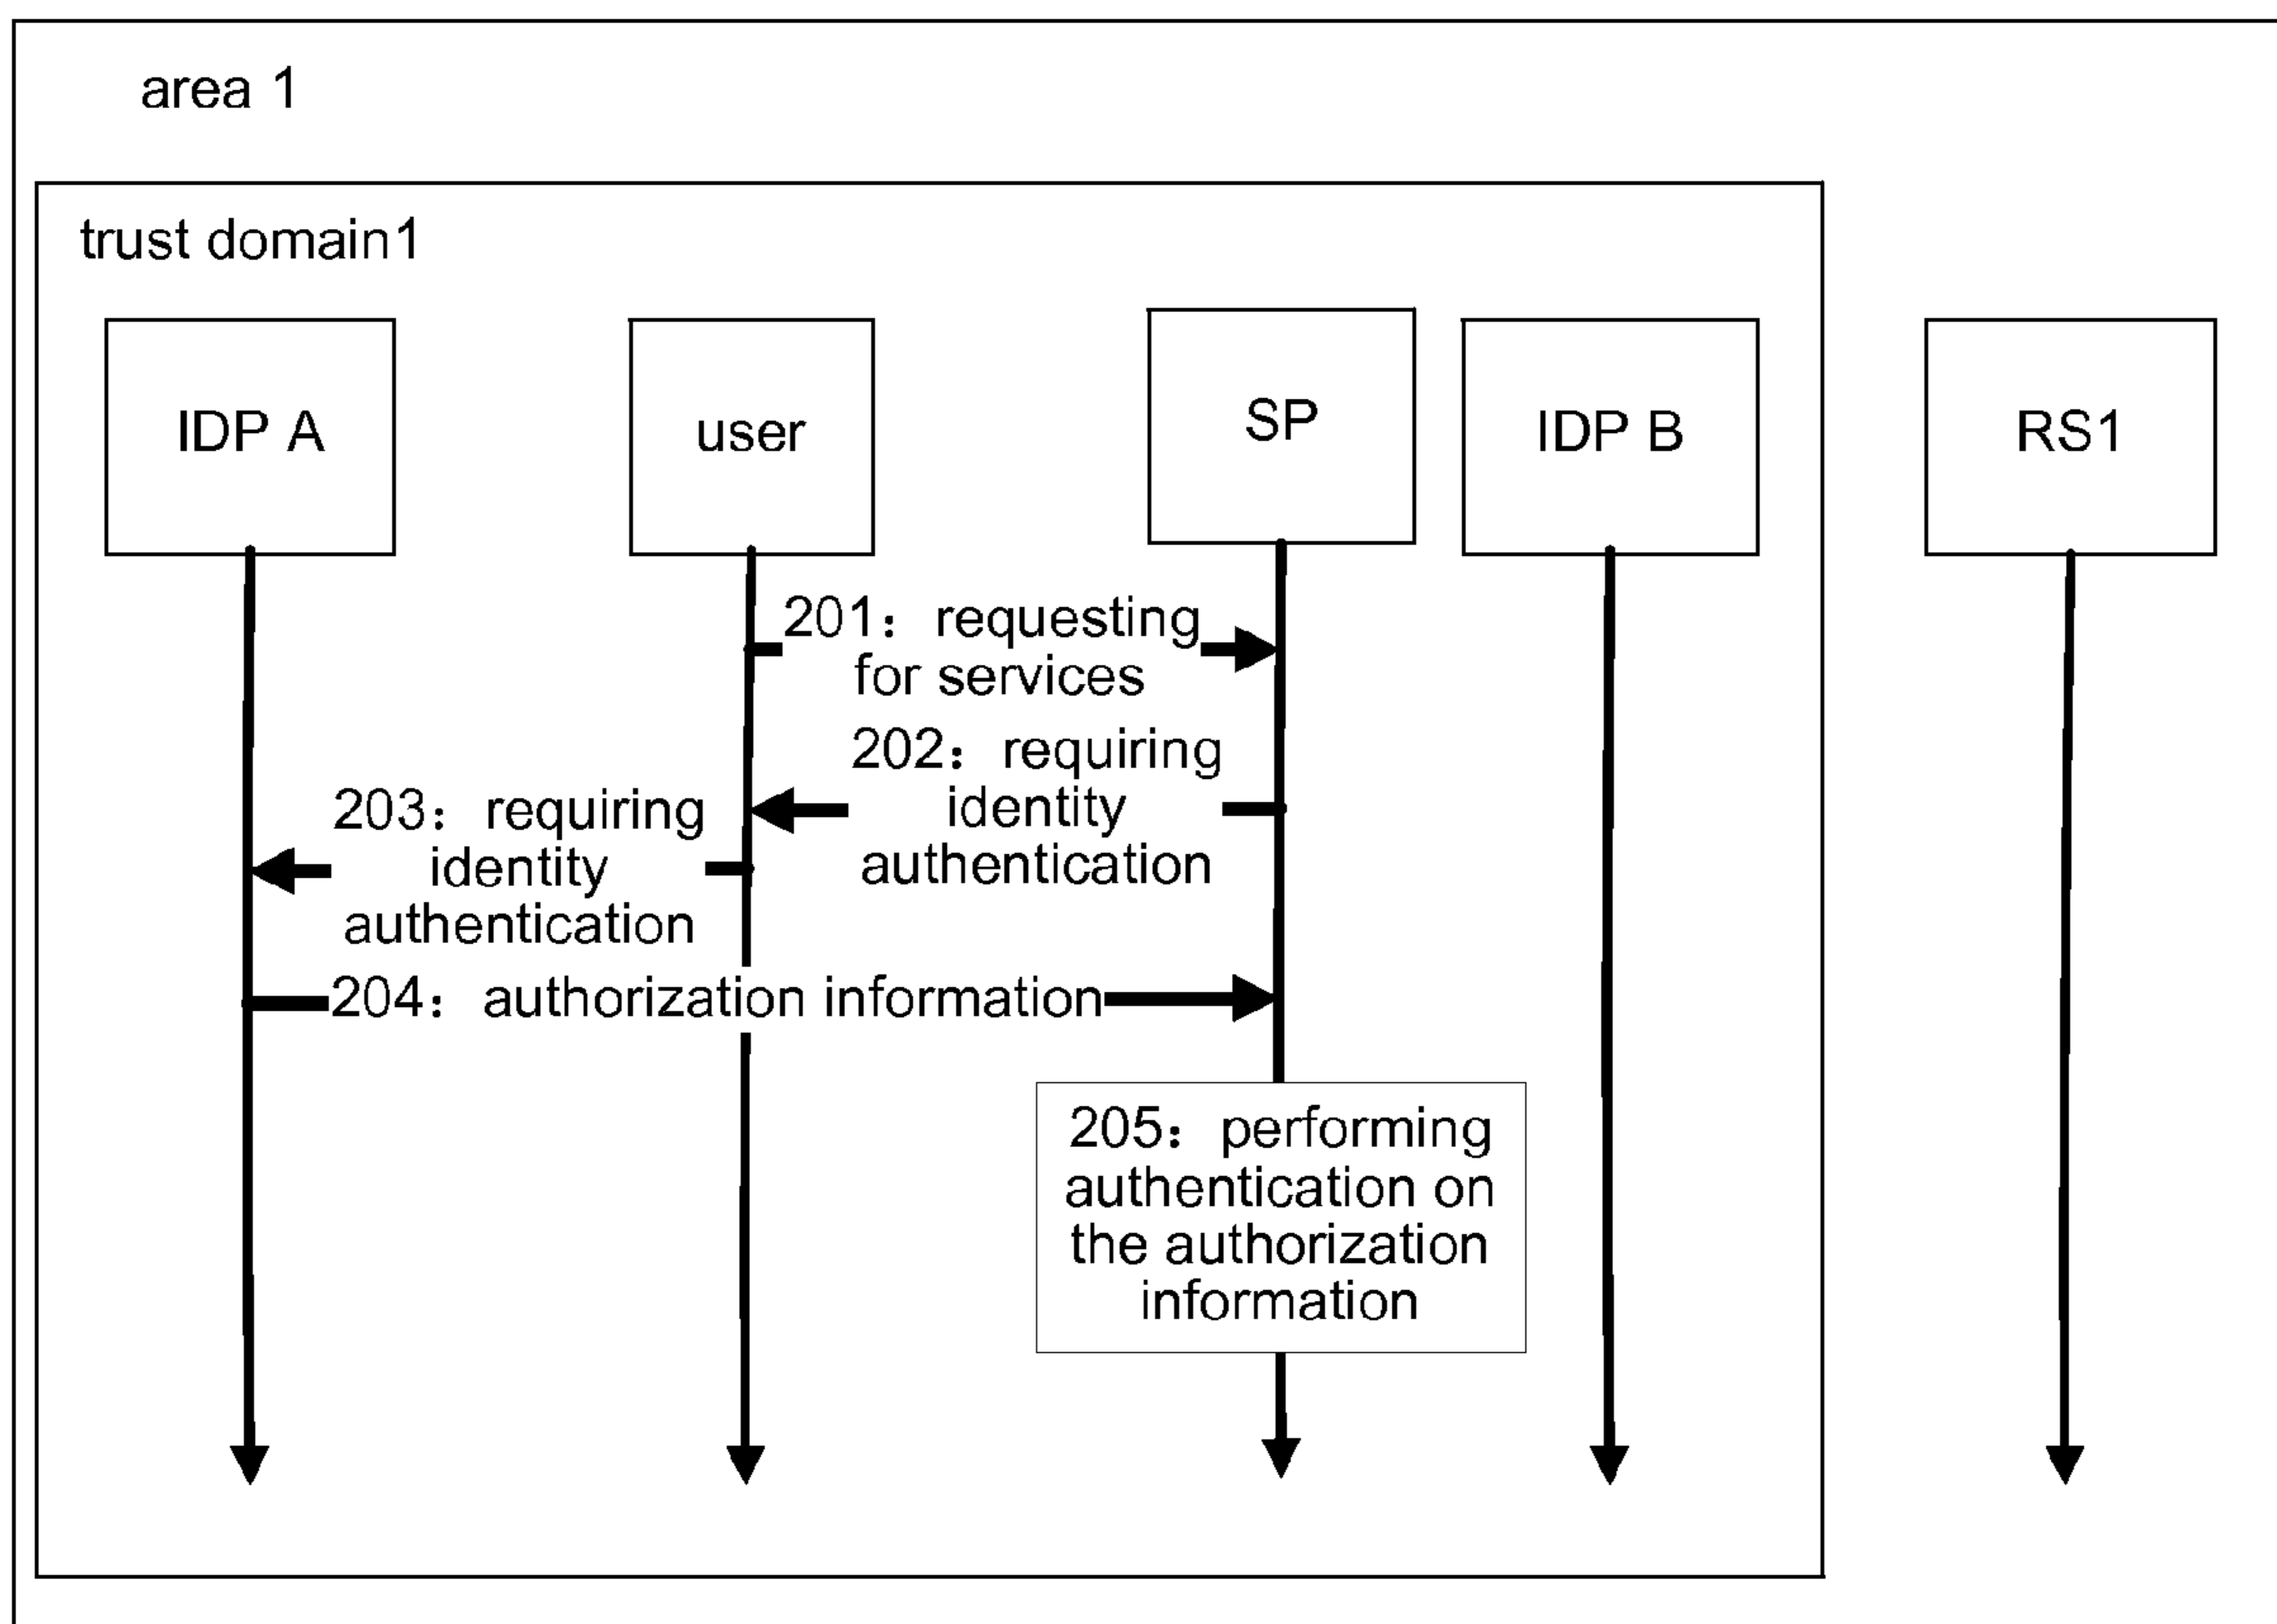 area 1
trust domain1
IDP A
user
SP
IDP B
RS1
201：requesting
for services
202：requiring
identity
authentication
203：requiring
identity
authentication
204：authorization information
205：performing
authentication on
the authorization
information